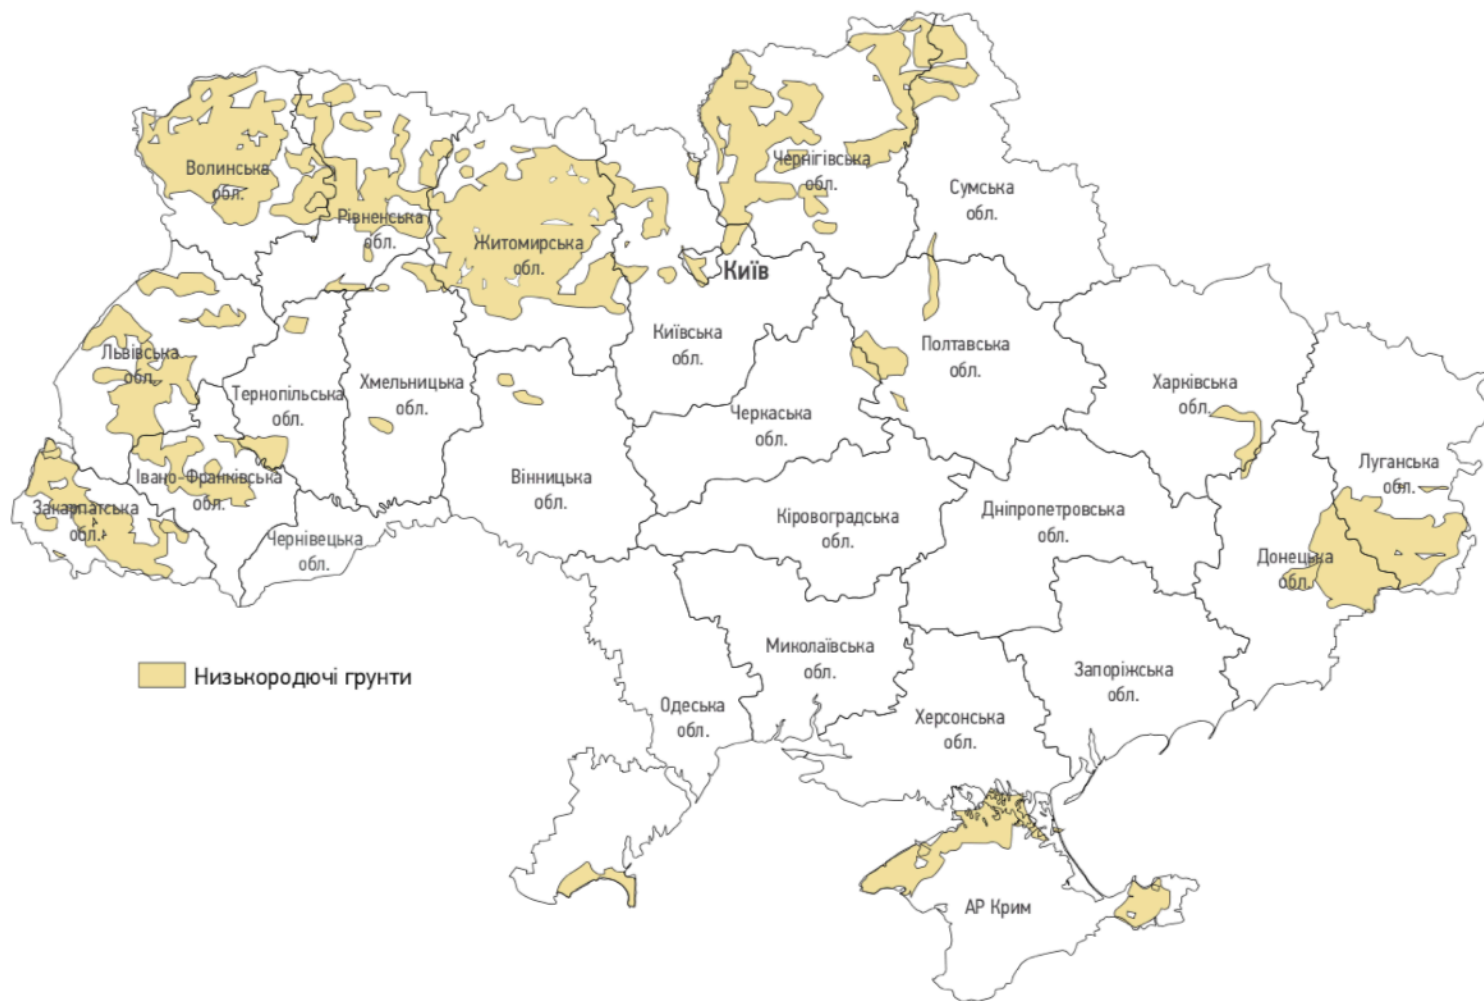 Волинська
обл.
Рівненська
обл.
Житомирська
обл.
Чернігівська
обл.
Сумська
обл.
Київ
Київська
обл.
Львівська
обл.
Тернопільська
обл.
Хмельницька
обл.
Вінницька
обл.
Черкаська
обл.
Полтавська
обл.
Харківська
обл.
Луганська
обл.
Івано-Франківська
обл.
Закарпатська
обл.
Чернівецька
обл.
Кіровоградська
обл.
Дніпропетровська
обл.
Донецька
обл.
Миколаївська
обл.
Запоріжська
обл.
Одеська
обл.
Херсонська
обл.
АР Крим
Низькородючі грунти